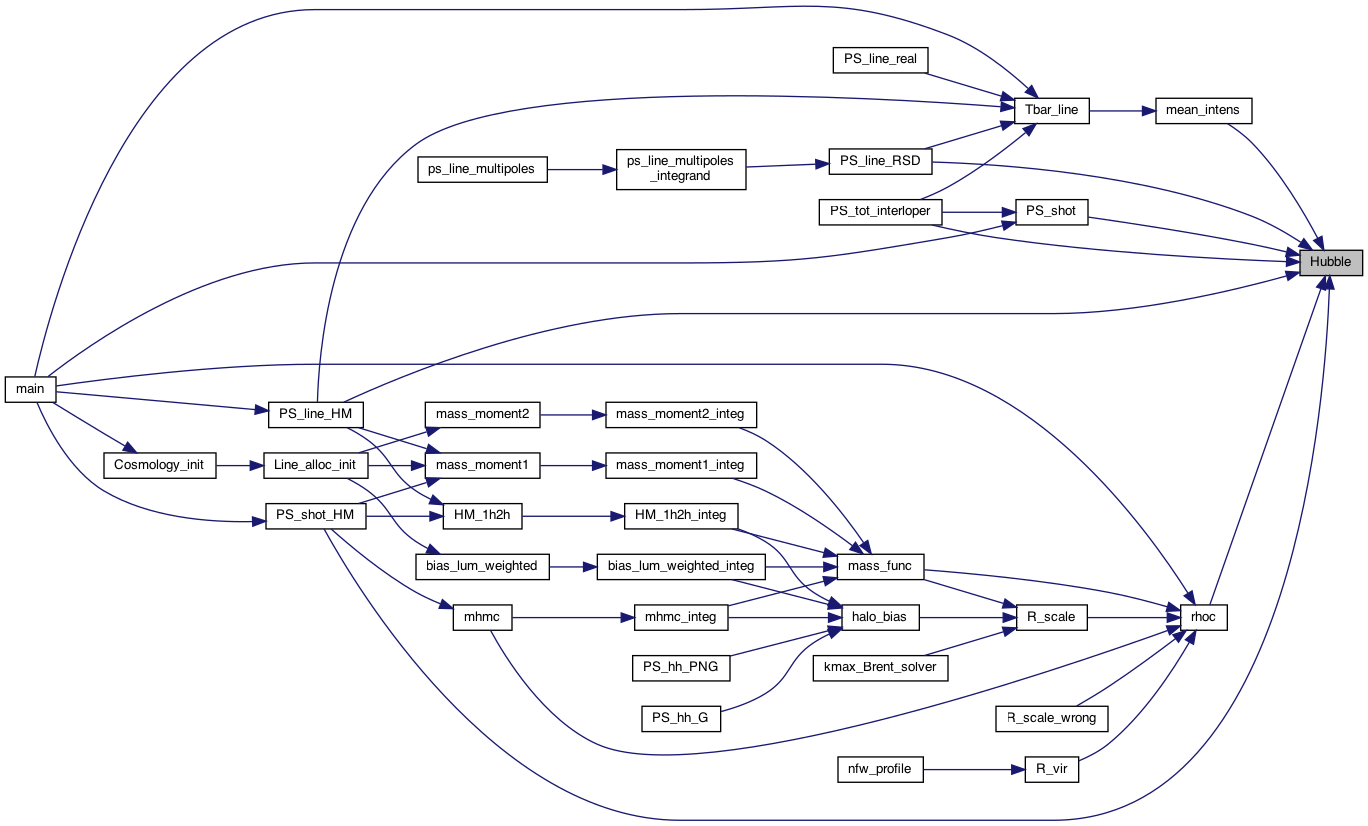 PS_line_real
Tbar_line
mean_intens
ps_line_multipoles
ps_line_multipoles
_integrand
PS_line_RSD
PS_tot_interloper
PS_shot
Hubble
main
PS_line_HM
mass_moment2
mass_moment2_integ
Cosmology_init
Line_alloc_init
mass_moment1
mass_moment1_integ
PS_shot_HM
HM_1h2h
HM_1h2h_integ
bias_lum_weighted
bias_lum_weighted_integ
mass_func
mhmc
mhmc_integ
halo_bias
R_scale
rhoc
PS_hh_PNG
kmax_Brent_solver
PS_hh_G
R_scale_wrong
nfw_profile
R_vir